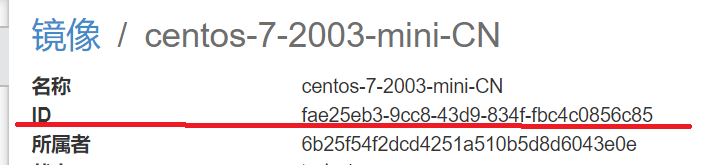 镜像 / centos-7-2003-mini-CN
名称 centos-7-2003-mini-CN
ID fae25eb3-9cc8-43d9-834f-fbc4c0856c85
所属者 6b25f54f2dcd4251a510b5d8d6043e0e